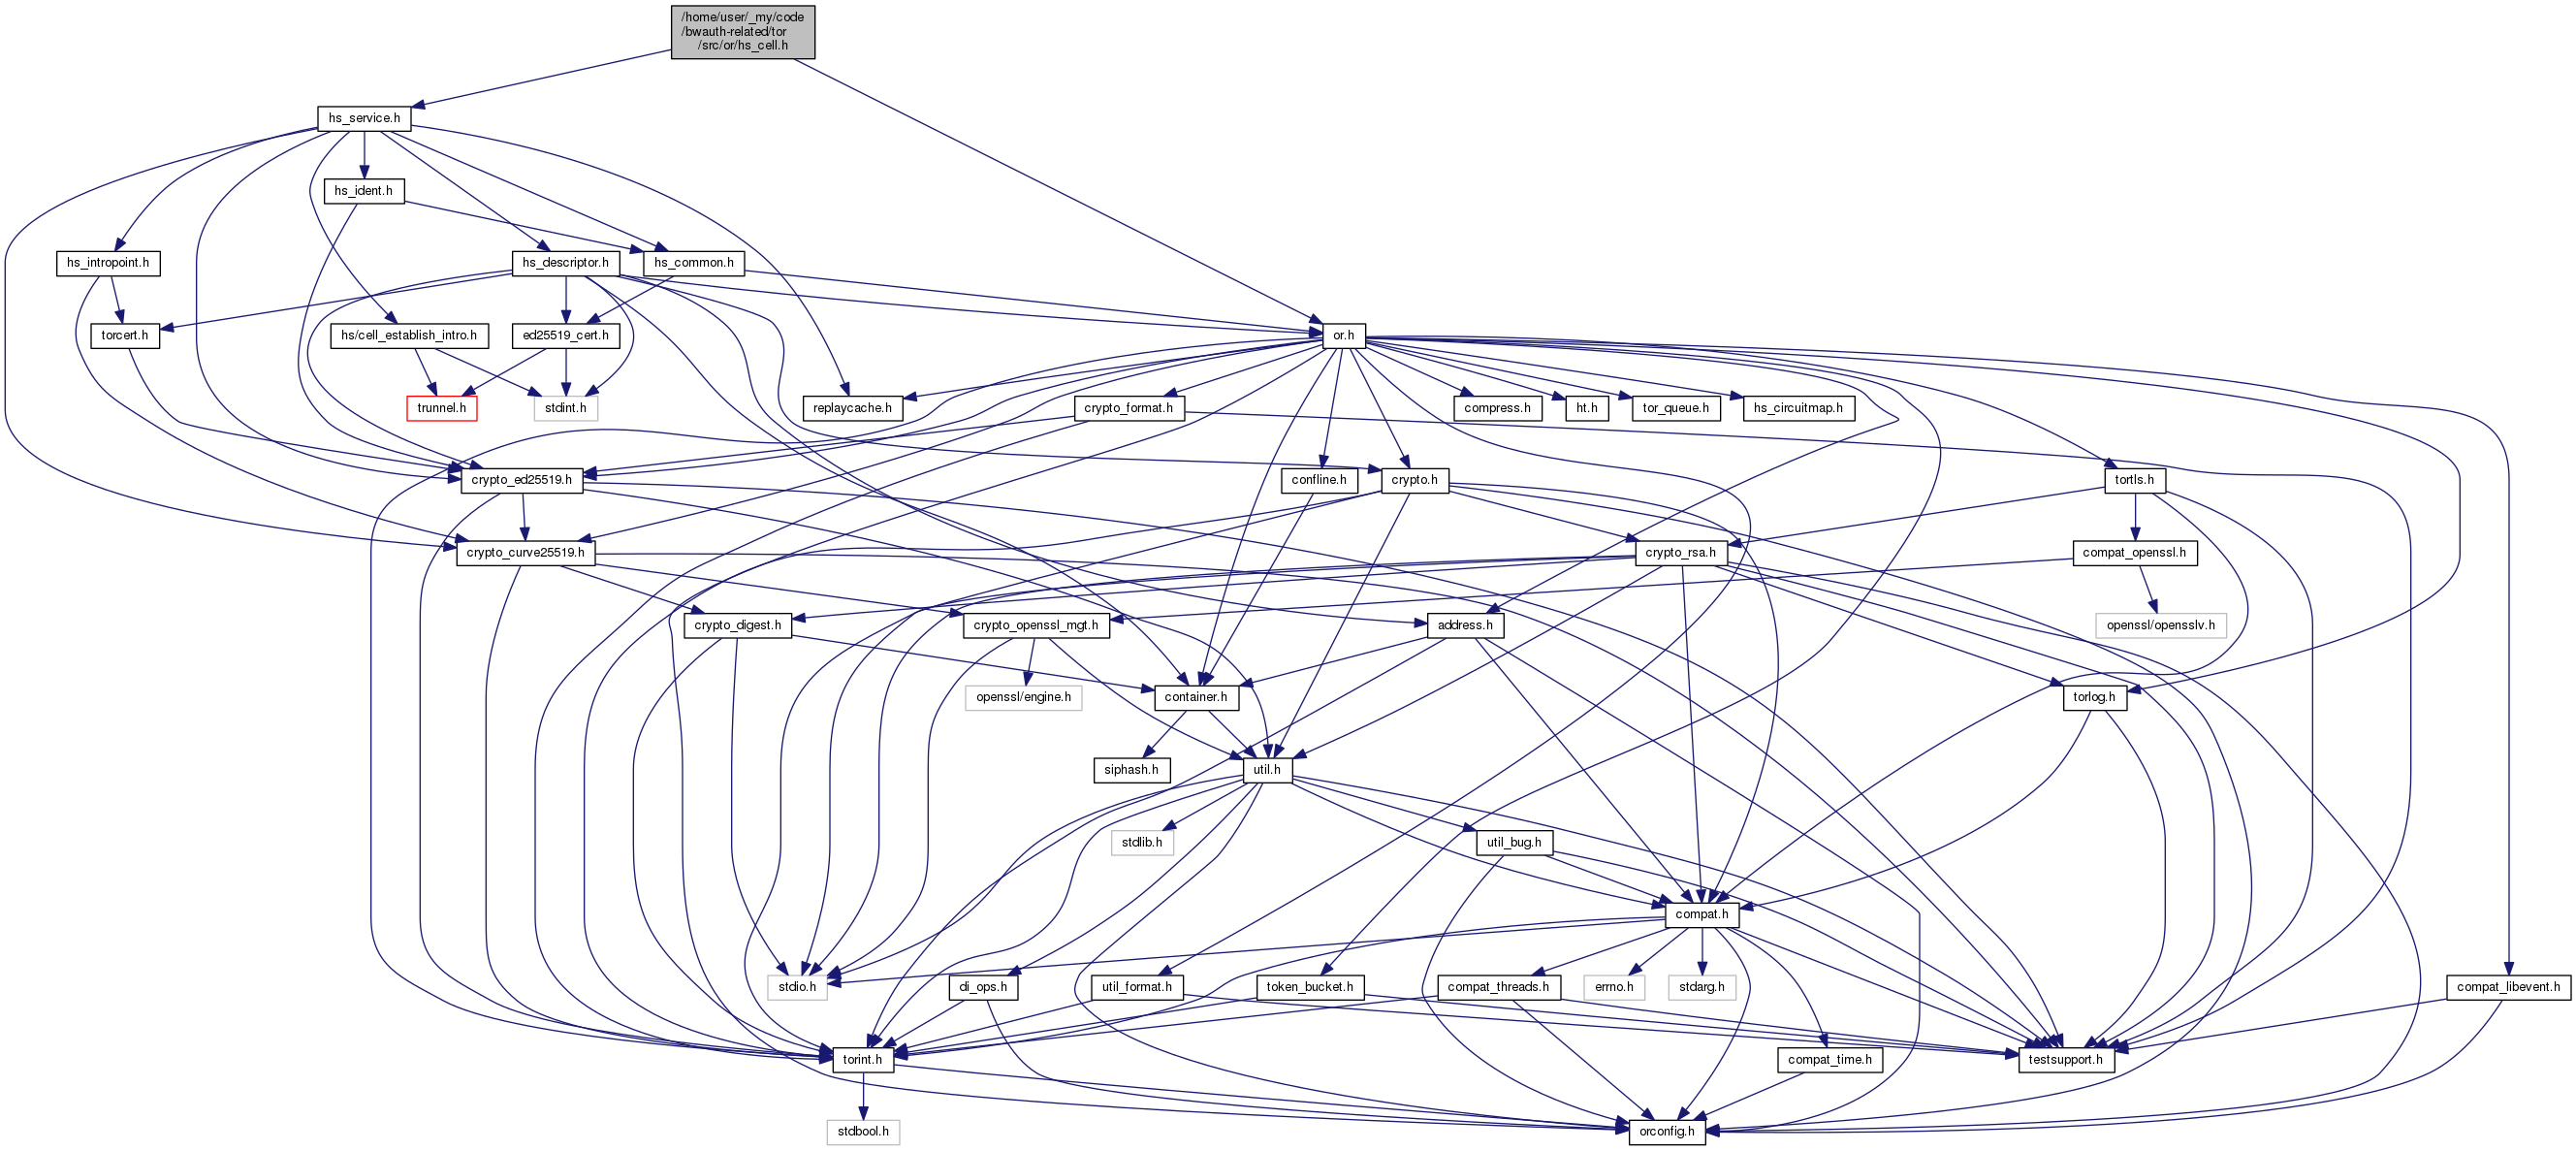 /home/user/_my/code
/bwauth-related/tor
/src/or/hs_cell.h
hs_service.h
hs_ident.h
hs_intropoint.h
hs_descriptor.h
hs_common.h
torcert.h
hs/cell_establish_intro.h
ed25519_cert.h
or.h
trunnel.h
stdint.h
replaycache.h
crypto_format.h
compress.h
ht.h
tor_queue.h
hs_circuitmap.h
crypto_ed25519.h
confline.h
crypto.h
tortls.h
crypto_curve25519.h
crypto_rsa.h
compat_openssl.h
crypto_digest.h
crypto_openssl_mgt.h
address.h
openssl/opensslv.h
openssl/engine.h
container.h
torlog.h
siphash.h
util.h
stdlib.h
util_bug.h
compat.h
stdio.h
di_ops.h
util_format.h
token_bucket.h
compat_threads.h
errno.h
stdarg.h
compat_libevent.h
torint.h
compat_time.h
testsupport.h
stdbool.h
orconfig.h